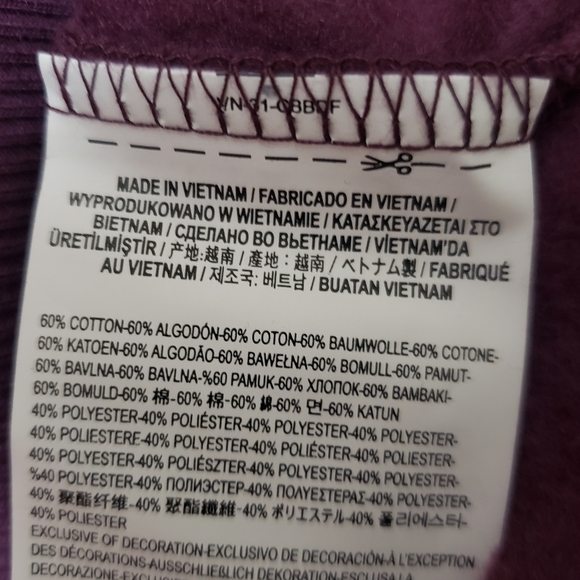 MADE IN VIETNAM / FABRICADO EN VIETNAM /
WYPRODUKOWANO W WIETNAMIE / ΚΑΤΑΣΚΕΥΑΖΕΤΑΙ ΣΤΟ
ΒΙΕΤΝΑΜ / СДЕЛАНО ВО ВЬЕТНАМЕ / VİETNAM'DA
ÜRETİLMİŞTİR / 产地:越南 / 產地：越南 / ベトナム製 / FABRIQUÉ
AU VIETNAM / 제조국: 베트남 / BUATAN VIETNAM
60% COTTON-60% ALGODÓN-60% COTON-60% BAUMWOLLE-60% COTONE-
60% KATOEN-60% ALGODÃO-60% BAWEŁNA-60% BOMULL-60% PAMUT-
60% BAVLNA-60% BAVLNA-%60 PAMUK-60% ХЛОПОК-60% ΒΑΜΒΑΚΙ-
60% BOMULD-60% 棉-60% 棉-60% 綿-60% 면-60% KATUN
40% POLYESTER-40% POLIÉSTER-40% POLYESTER-40% POLYESTER-
40% POLIESTERE-40% POLYESTER-40% POLIÉSTER-40% POLIESTER-
40% POLYESTER-40% POLIÉSZTER-40% POLYESTER-40% POLYESTER-
%40 POLYESTER-40% ПОЛИЭСТЕР-40% ΠΟΛΥΕΣΤΕΡΑΣ-40% POLYESTER-
40% 聚酯纤维-40% 聚酯纖維-40% ポリエステル-40% 폴리에스터-
40% POLIESTER
EXCLUSIVE OF DECORATION-EXCLUSIVO DE DECORACIÓN-À L'EXCEPTION
DES DÉCORATIONS-AUSSCHLIEßLICH DEKORATION-ESCLUSA LA